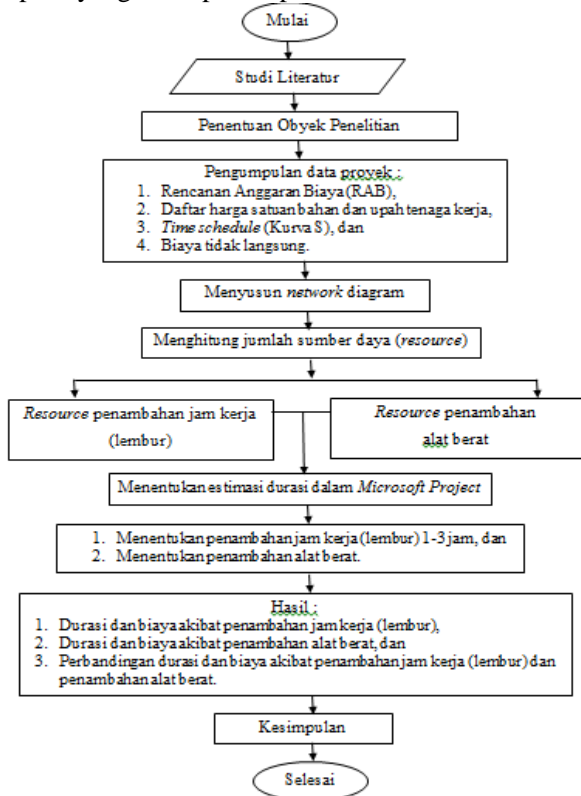 Mulai
Studi Literatur
Penentuan Obyek Penelitian
Pengumpulan data proyek :
1. Rencanan Anggaran Biaya (RAB),
2. Daftar harga satuan bahan dan upah tenaga kerja,
3. Time schedule (Kurva S), dan
4. Biaya tidak langsung.
Menyusun network diagram
Menghitung jumlah sumber daya (resource)
Resource penambahan jam kerja
(lembur)
Resource penambahan
alat berat
Menentukan estimasi durasi dalam Microsoft Project
1. Menentukan penambahan jam kerja (lembur) 1-3 jam, dan
2. Menentukan penambahan alat berat.
Hasil :
1. Durasi dan biaya akibat penambahan jam kerja (lembur),
2. Durasi dan biaya akibat penambahan alat berat, dan
3. Perbandingan durasi dan biaya akibat penambahan jam kerja (lembur) dan
penambahan alat berat.
Kesimpulan
Selesai